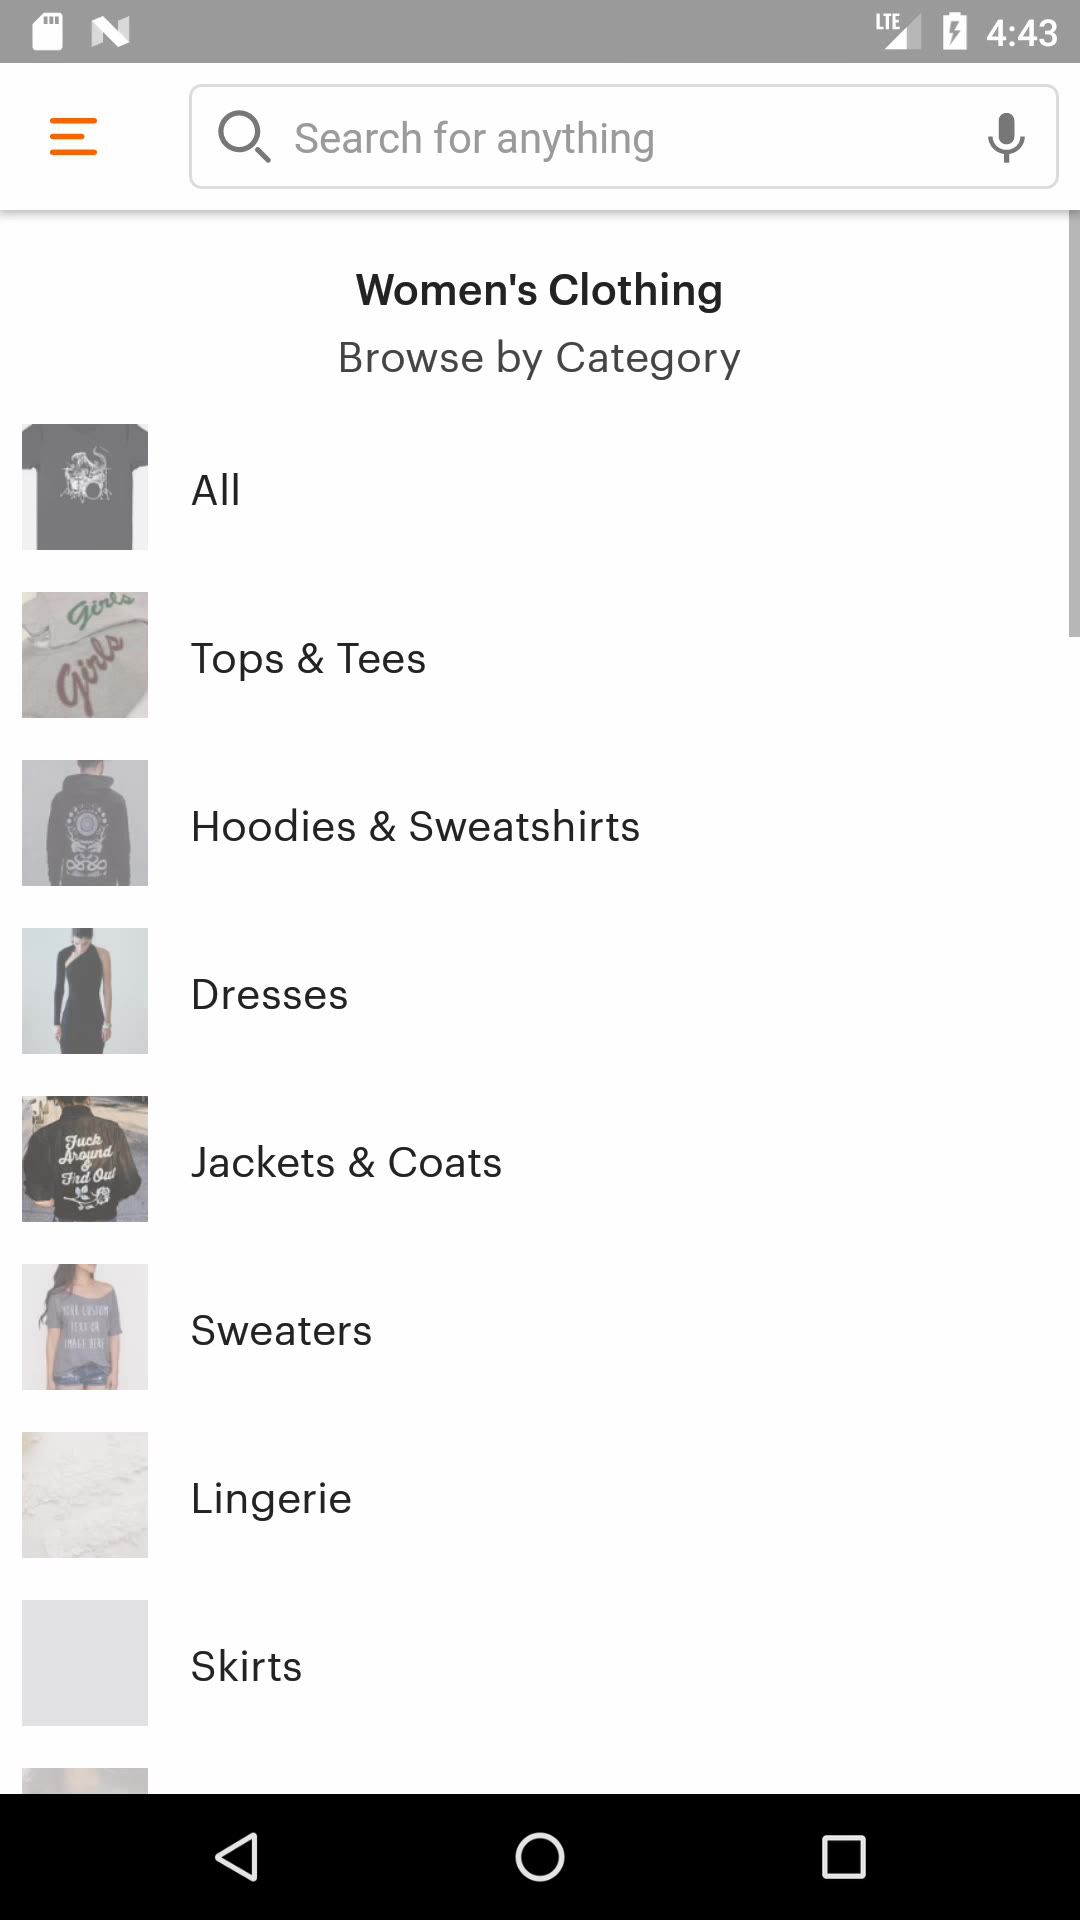 LTE 4:43
Search for anything
Women's Clothing
Browse by Category
All
Girls
Girls
Tops & Tees
Hoodies & Sweatshirts
Dresses
Fuck
Around
&
Find Out
Jackets & Coats
YOUR CUSTOM
TEXT OR
IMAGE HERE
Sweaters
Lingerie
Skirts